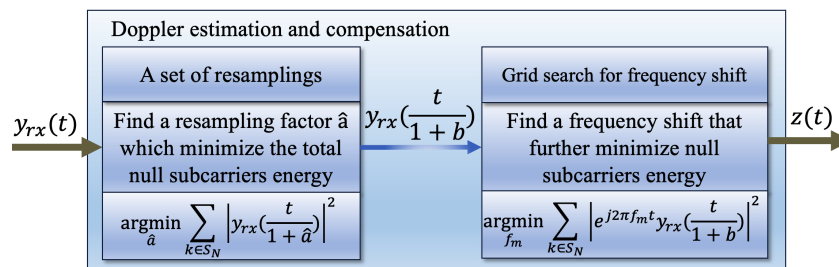 Doppler estimation and compensation
A set of resamplings
Find a resampling factor â
which minimize the total
null subcarriers energy
argmin_{â} ∑_{k∈S_N} |y_{rx}(t/(1 + â))|^2
y_{rx}(t)
y_{rx}(t/(1 + b))
Grid search for frequency shift
Find a frequency shift that
further minimize null
subcarriers energy
argmin_{f_m} ∑_{k∈S_N} |e^{j2πf_m t} y_{rx}(t/(1 + b))|^2
z(t)